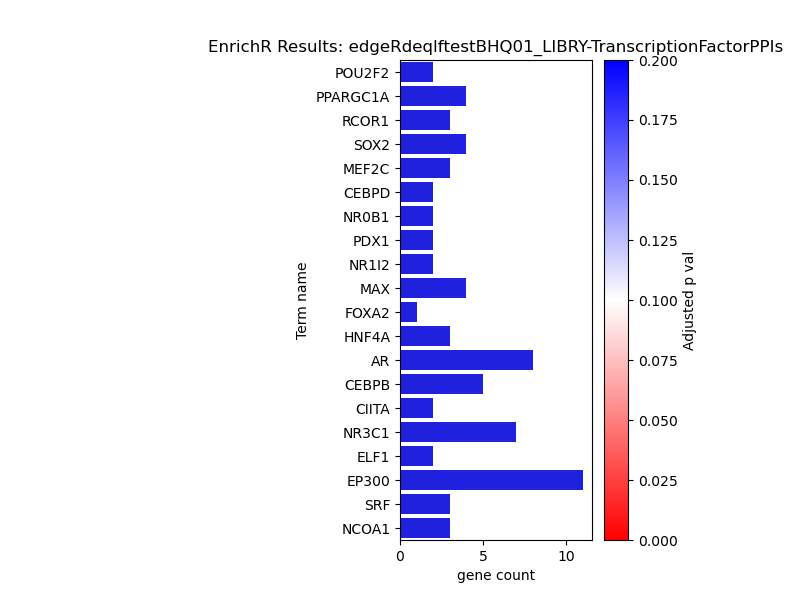 EnrichR Results: edgeRdeqlftestBHQ01_LIBRY-TranscriptionFactorPPIs
Term name
POU2F2
PPARGC1A
RCOR1
SOX2
MEF2C
CEBPD
NR0B1
PDX1
NR1I2
MAX
FOXA2
HNF4A
AR
CEBPB
CIITA
NR3C1
ELF1
EP300
SRF
NCOA1
0 5 10
gene count
0.200
0.175
0.150
0.125
0.100
0.075
0.050
0.025
0.000
Adjusted p val